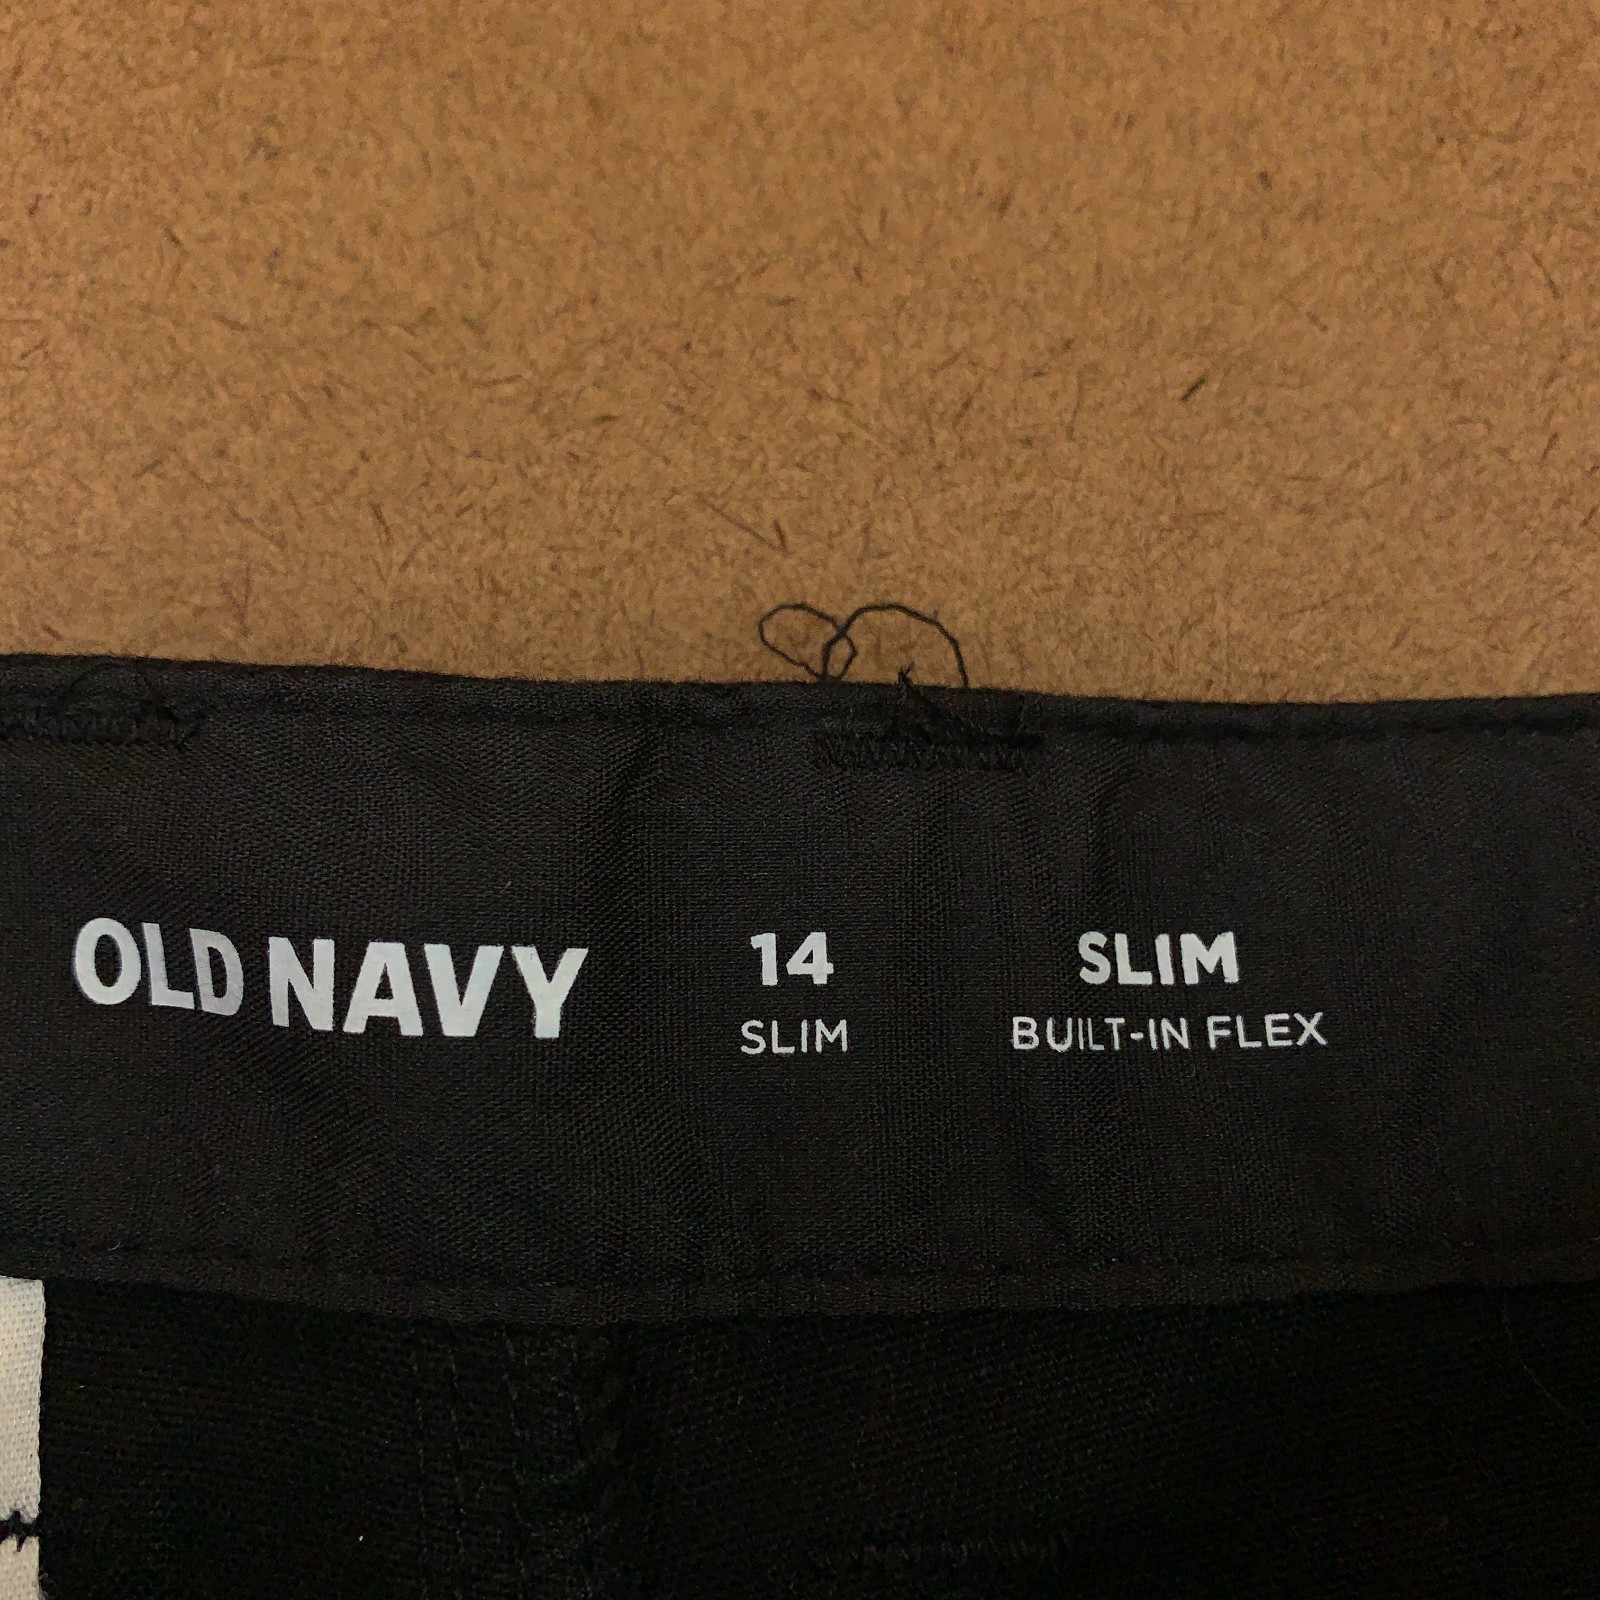 OLD NAVY
14
SLIM
SLIM
BUILT-IN FLEX